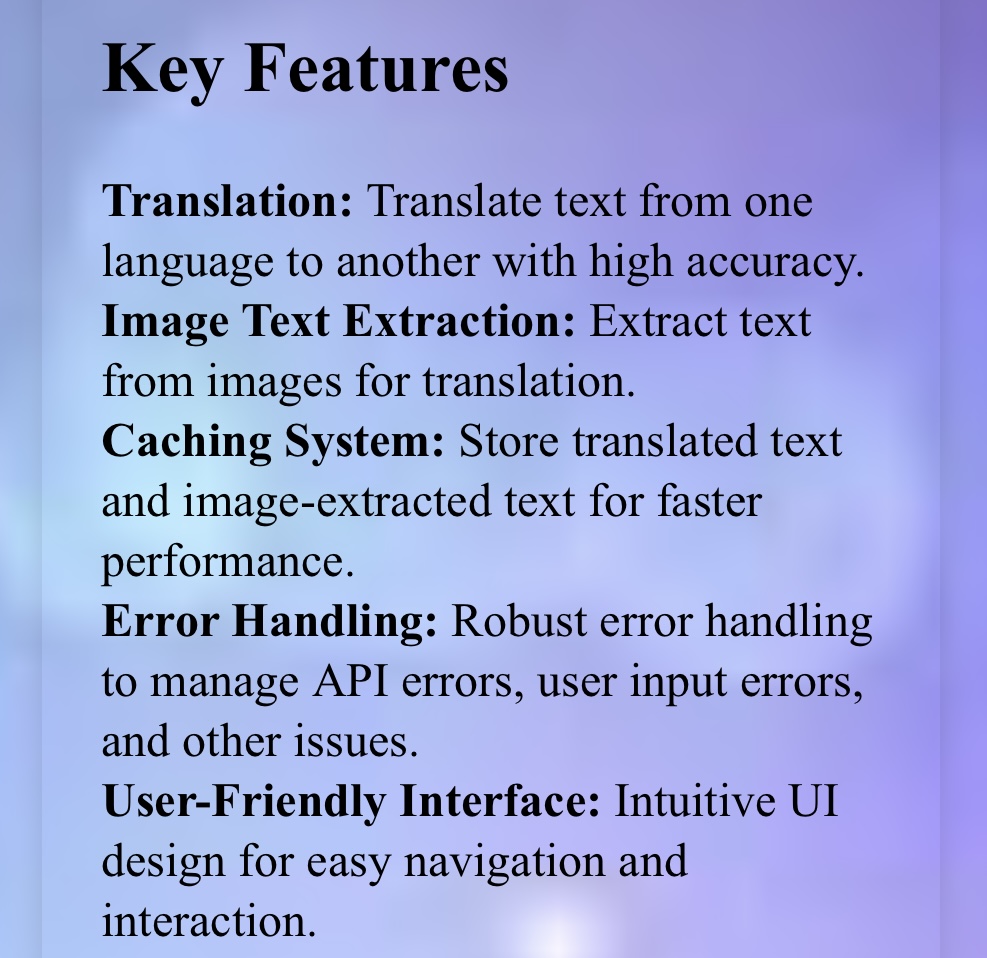 Key Features
Translation: Translate text from one
language to another with high accuracy.
Image Text Extraction: Extract text
from images for translation.
Caching System: Store translated text
and image-extracted text for faster
performance.
Error Handling: Robust error handling
to manage API errors, user input errors,
and other issues.
User-Friendly Interface: Intuitive UI
design for easy navigation and
interaction.